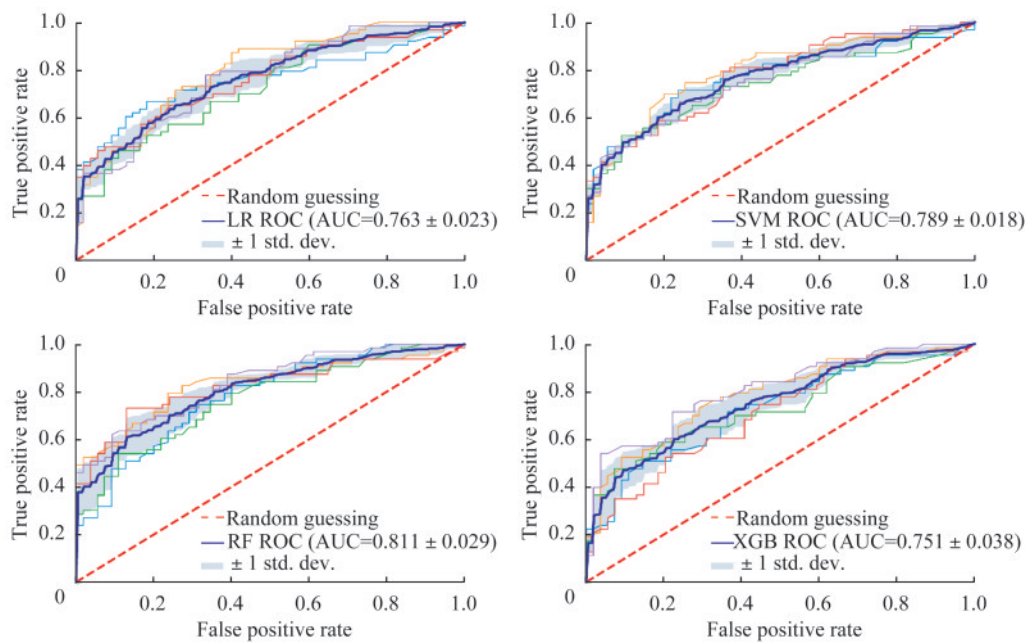 True positive rate
1.0
0.8
0.6
0.4
0.2
0
Random guessing
LR ROC (AUC=0.763 ± 0.023)
± 1 std. dev.
0.2 0.4 0.6 0.8 1.0
False positive rate
True positive rate
1.0
0.8
0.6
0.4
0.2
0
Random guessing
SVM ROC (AUC=0.789 ± 0.018)
± 1 std. dev.
0.2 0.4 0.6 0.8 1.0
False positive rate
True positive rate
1.0
0.8
0.6
0.4
0.2
0
Random guessing
RF ROC (AUC=0.811 ± 0.029)
± 1 std. dev.
0.2 0.4 0.6 0.8 1.0
False positive rate
True positive rate
1.0
0.8
0.6
0.4
0.2
0
Random guessing
XGB ROC (AUC=0.751 ± 0.038)
± 1 std. dev.
0.2 0.4 0.6 0.8 1.0
False positive rate